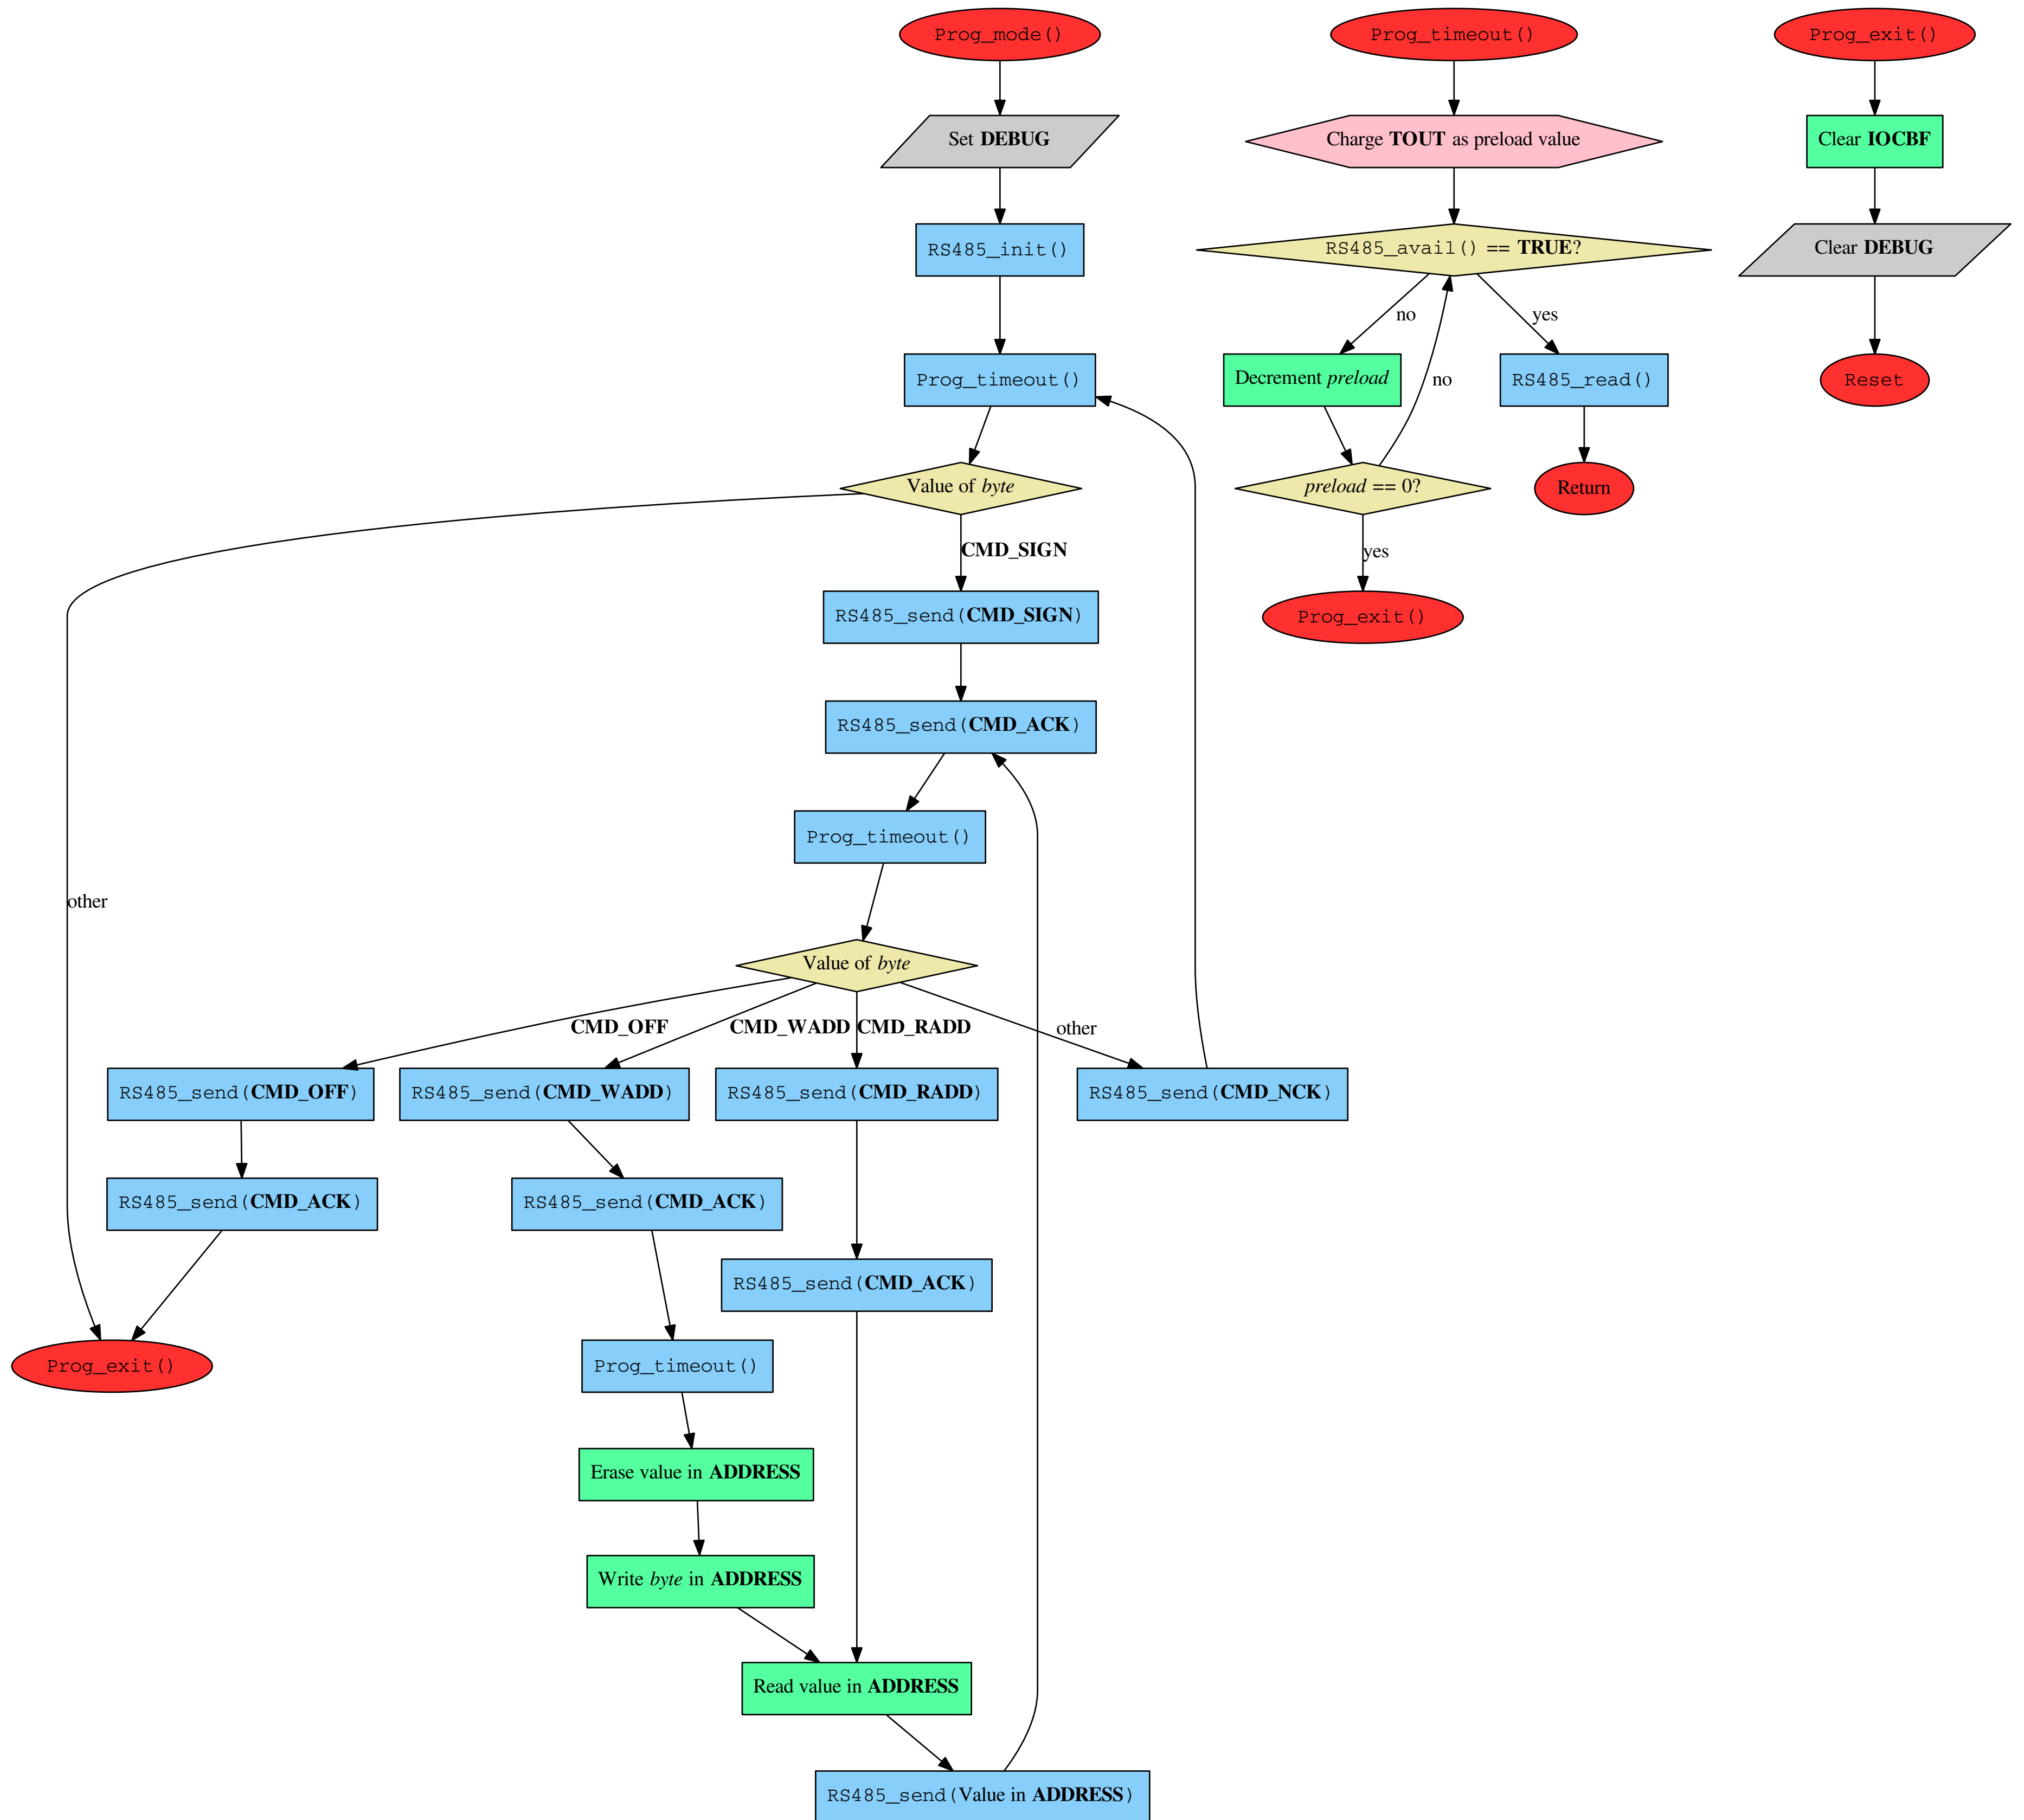 Prog_mode()
Set DEBUG
RS485_init()
Prog_timeout()
Value of byte
CMD_SIGN
RS485_send(CMD_SIGN)
RS485_send(CMD_ACK)
Prog_timeout()
Value of byte
other
CMD_OFF
CMD_WADD
CMD_RADD
other
RS485_send(CMD_OFF)
RS485_send(CMD_WADD)
RS485_send(CMD_RADD)
RS485_send(CMD_NCK)
RS485_send(CMD_ACK)
RS485_send(CMD_ACK)
RS485_send(CMD_ACK)
Prog_exit()
Prog_timeout()
Erase value in ADDRESS
Write byte in ADDRESS
Read value in ADDRESS
RS485_send(Value in ADDRESS)
Prog_timeout()
Charge TOUT as preload value
RS485_avail() == TRUE?
no
yes
Decrement preload
no
RS485_read()
preload == 0?
Return
yes
Prog_exit()
Prog_exit()
Clear IOCBF
Clear DEBUG
Reset